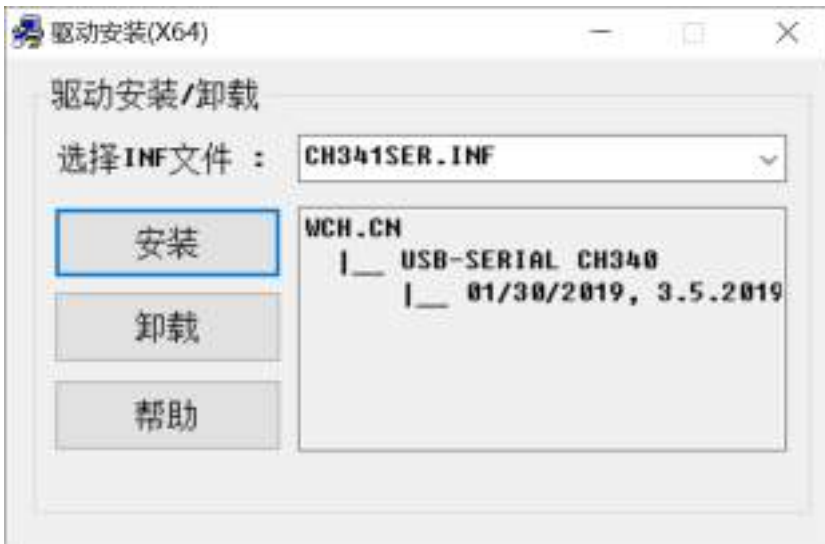 驱动安装(X64)
驱动安装/卸载
选择INF文件 : CH341SER.INF
安装
卸载
帮助
WCH.CN
|__ USB-SERIAL CH340
|__ 01/30/2019, 3.5.2019